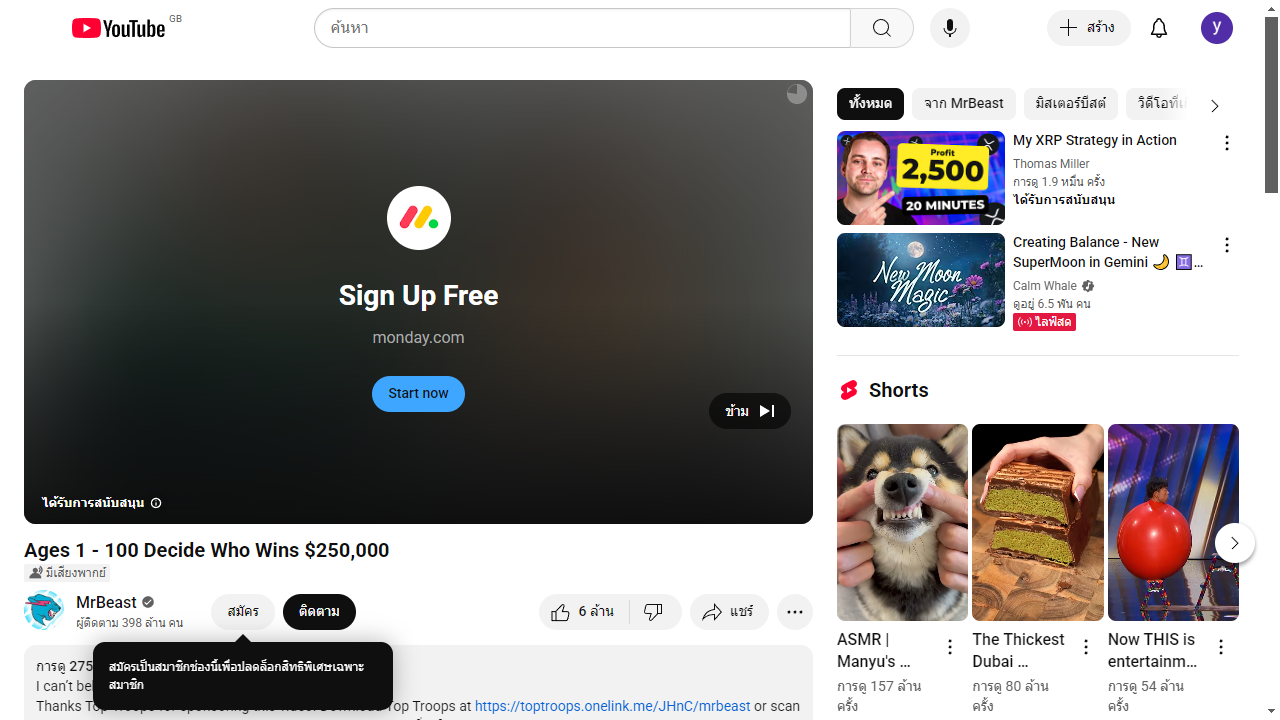 YouTube GB
ค้นหา
สร้าง
y
Sign Up Free
monday.com
Start now
ข้าม
ได้รับการสนับสนุน
Ages 1 - 100 Decide Who Wins $250,000
มีเสียงพากย์
MrBeast
ผู้ติดตาม 398 ล้าน คน
สมัคร
ติดตาม
6 ล้าน
แชร์
สมัครเป็นสมาชิกช่องนี้เพื่อปลดล็อกสิทธิพิเศษเฉพาะ
สมาชิก
การดู 275
I can't be
Thanks Top Troops for sponsoring this video! Download Top Troops at https://toptroops.onelink.me/JHnC/mrbeast or scan
ทั้งหมด
จาก MrBeast
มิสเตอร์บีสต์
วิดีโอที่
Profit
2,500
20 MINUTES
My XRP Strategy in Action
Thomas Miller
การดู 1.9 หมื่น ครั้ง
ได้รับการสนับสนุน
New Moon
Magic
Creating Balance - New
SuperMoon in Gemini 🌛 ♊...
Calm Whale
ดูอยู่ 6.5 พัน คน
ไลฟ์สด
Shorts
ASMR |
Manyu's ...
การดู 157 ล้าน
ครั้ง
The Thickest
Dubai ...
การดู 80 ล้าน
ครั้ง
Now THIS is
entertainm...
การดู 54 ล้าน
ครั้ง